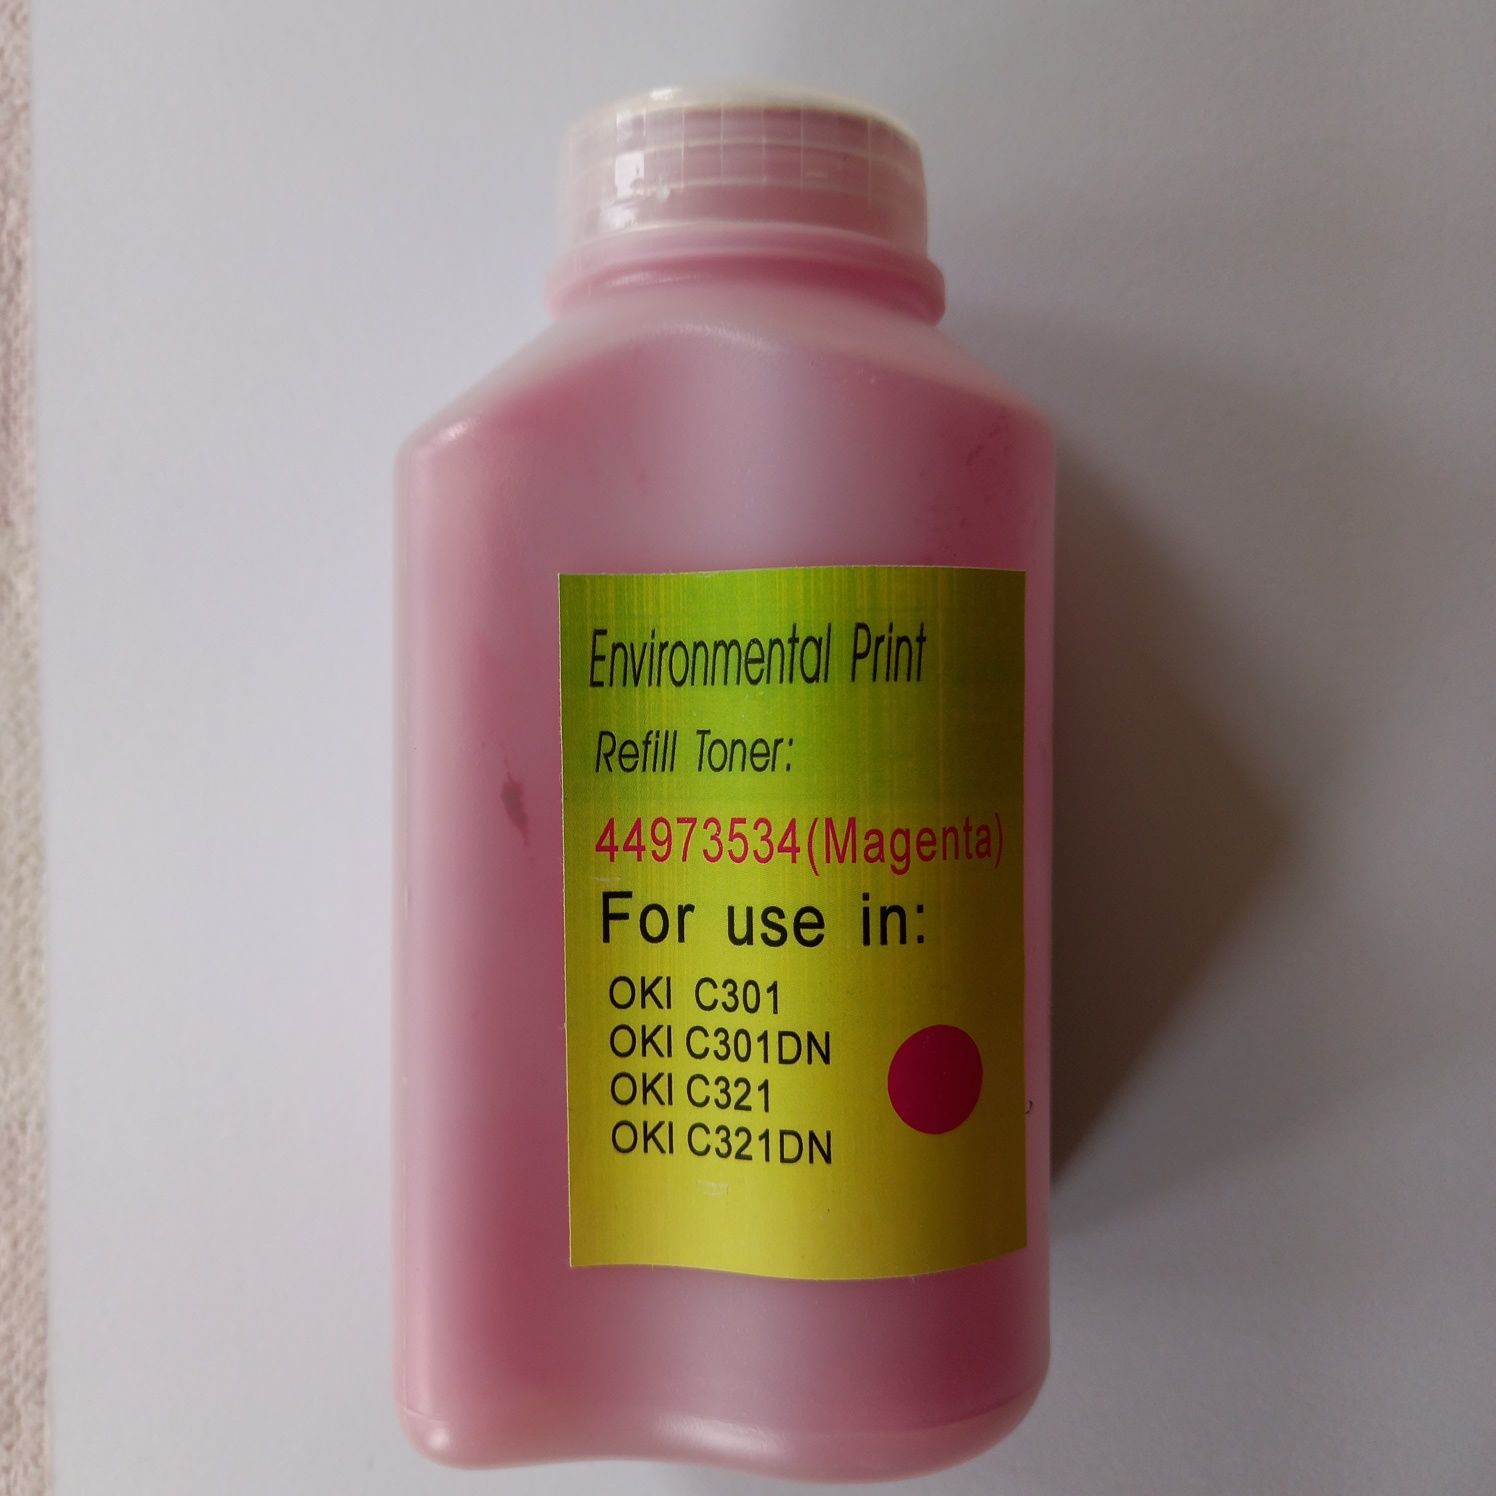 Environmental Print
Refill Toner:
44973534(Magenta)
For use in:
OKI C301
OKI C301DN
OKI C321
OKI C321DN